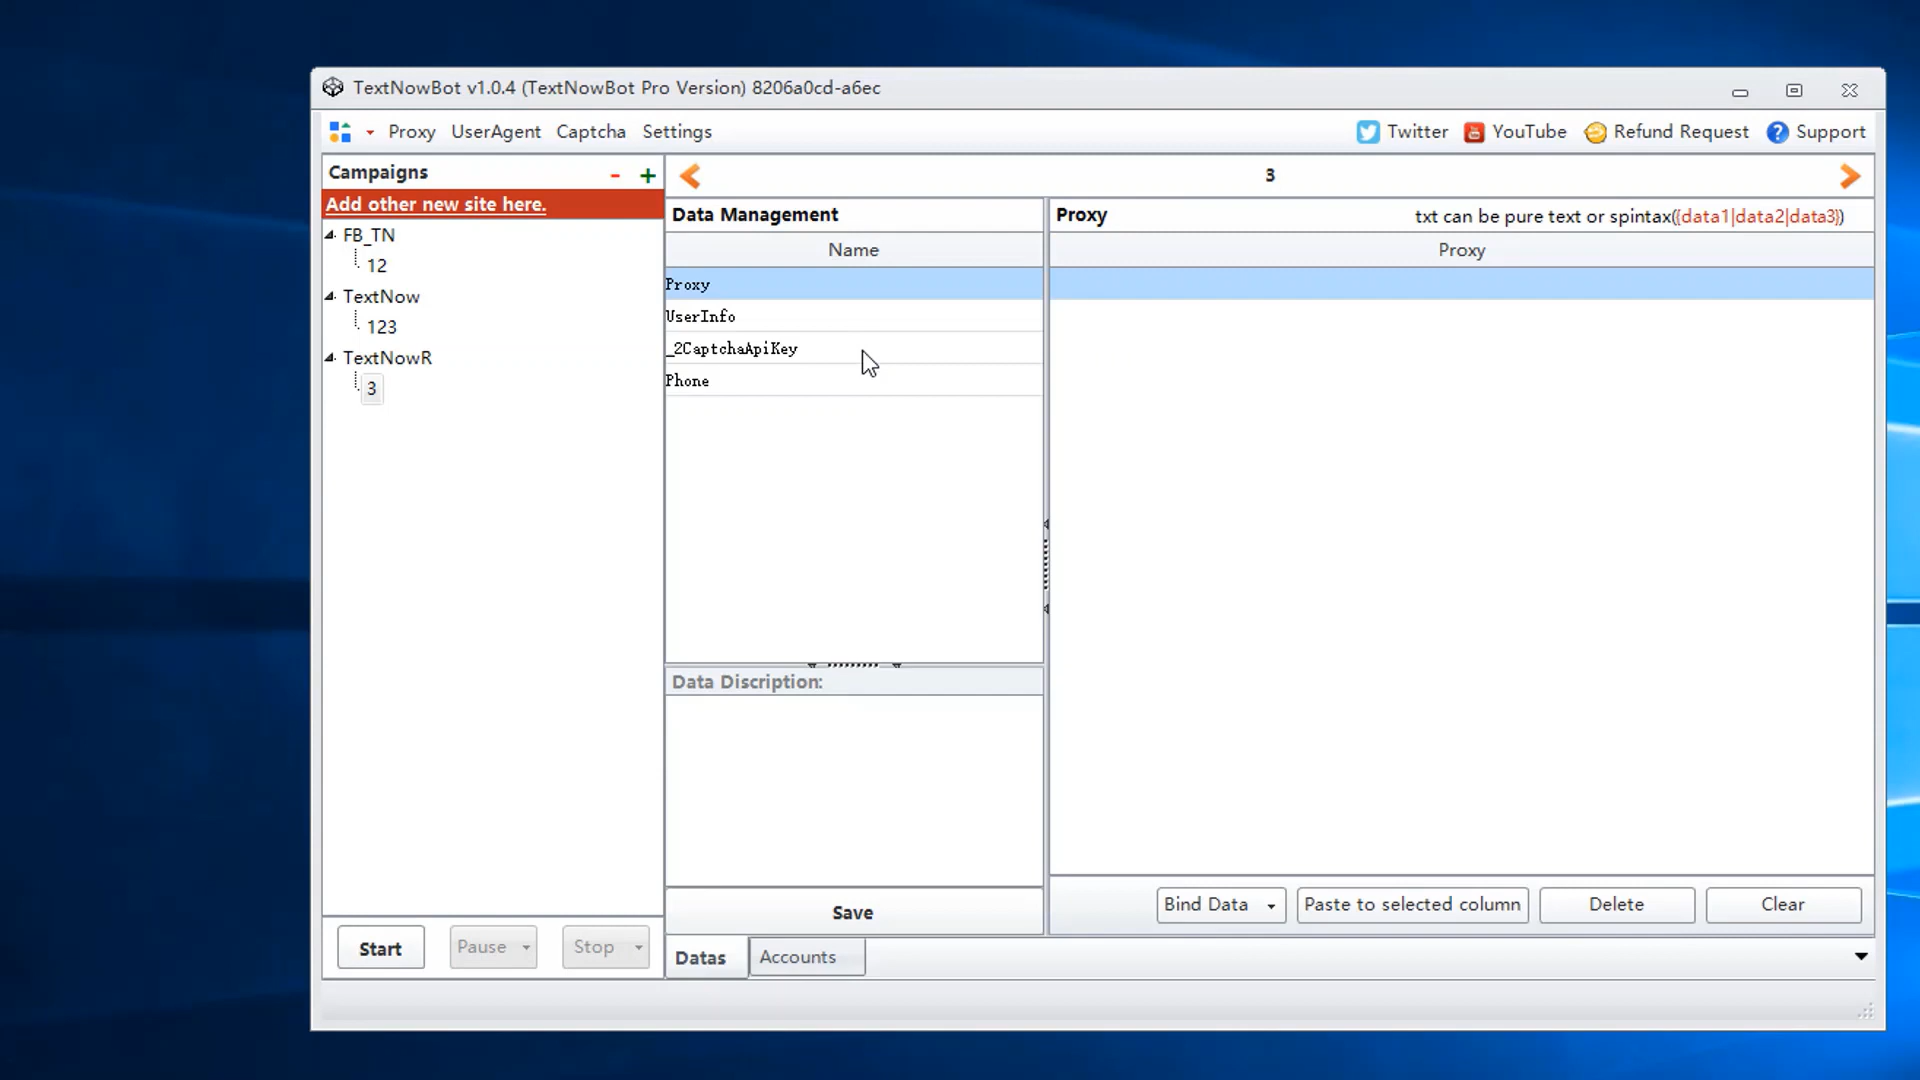 TextNowBot v1.0.4 (TextNowBot Pro Version) 8206a0cd-a6ec
Proxy UserAgent Captcha Settings Twitter YouTube Refund Request Support
Campaigns - +
3
Add other new site here.
FB_TN
12
TextNow
123
TextNowR
3
Data Management
Name
Proxy
UserInfo
_2CaptchaApiKey
Phone
Data Discription:
Save
Proxy txt can be pure text or spintax({data1|data2|data3})
Proxy
Bind Data Paste to selected column Delete Clear
Start Pause Stop
Datas Accounts